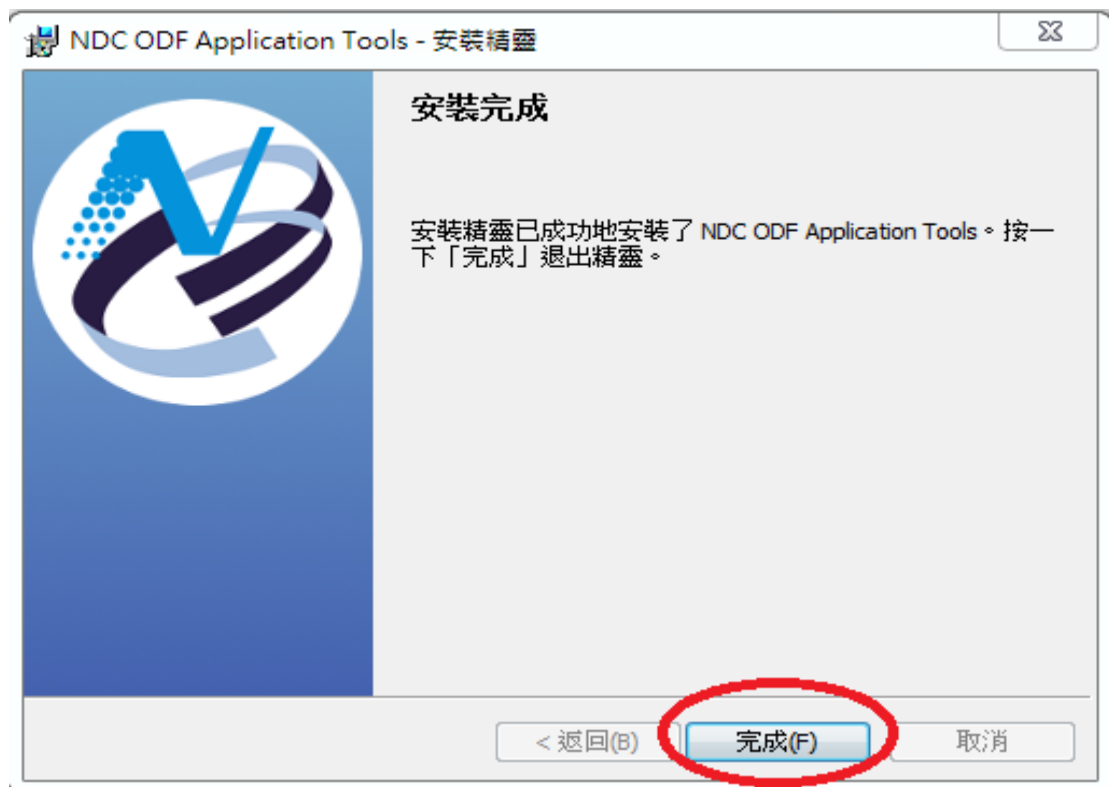 NDC ODF Application Tools - 安裝精靈
安裝完成
安裝精靈已成功地安裝了 NDC ODF Application Tools。按一
下「完成」退出精靈。
< 返回(B) 完成(F) 取消